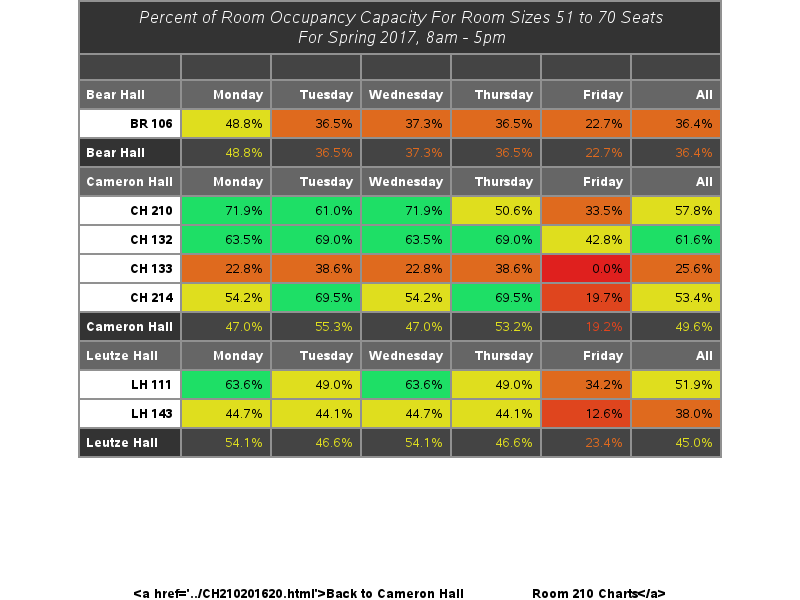 Percent of Room Occupancy Capacity For Room Sizes 51 to 70 Seats
For Spring 2017, 8am - 5pm
Bear Hall Monday Tuesday Wednesday Thursday Friday All
BR 106 48.8% 36.5% 37.3% 36.5% 22.7% 36.4%
Bear Hall 48.8% 36.5% 37.3% 36.5% 22.7% 36.4%
Cameron Hall Monday Tuesday Wednesday Thursday Friday All
CH 210 71.9% 61.0% 71.9% 50.6% 33.5% 57.8%
CH 132 63.5% 69.0% 63.5% 69.0% 42.8% 61.6%
CH 133 22.8% 38.6% 22.8% 38.6% 0.0% 25.6%
CH 214 54.2% 69.5% 54.2% 69.5% 19.7% 53.4%
Cameron Hall 47.0% 55.3% 47.0% 53.2% 19.2% 49.6%
Leutze Hall Monday Tuesday Wednesday Thursday Friday All
LH 111 63.6% 49.0% 63.6% 49.0% 34.2% 51.9%
LH 143 44.7% 44.1% 44.7% 44.1% 12.6% 38.0%
Leutze Hall 54.1% 46.6% 54.1% 46.6% 23.4% 45.0%
<a href='../CH210201620.html'>Back to Cameron Hall Room 210 Charts</a>